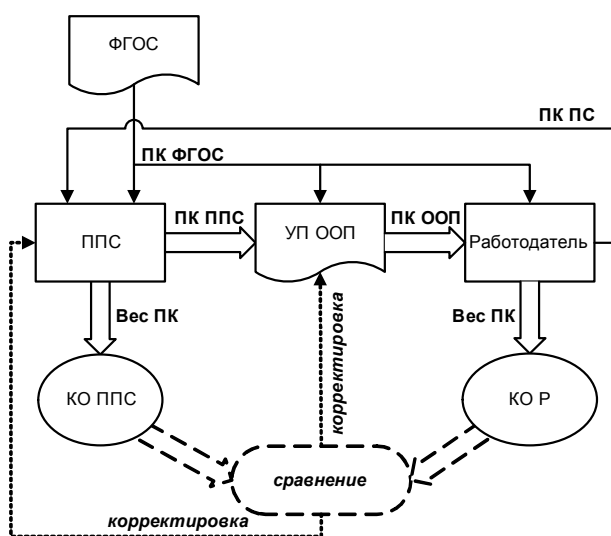 ФГОС
ПК ПС
ПК ФГОС
ППС
ПК ППС
УП ООП
ПК ООП
Работодатель
Вес ПК
Вес ПК
корректировка
КО ППС
КО Р
сравнение
корректировка